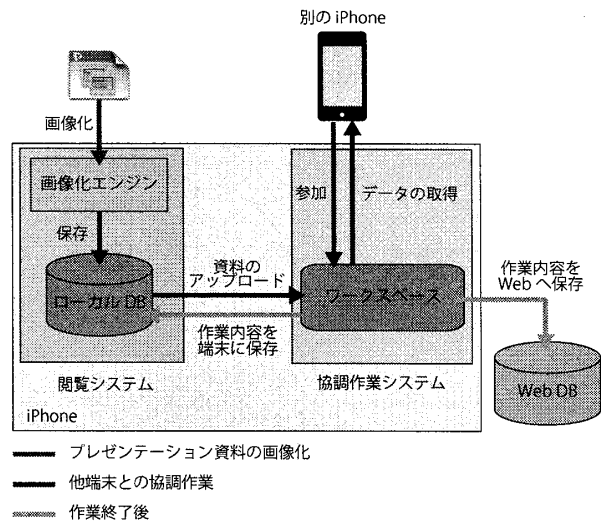 別の iPhone
画像化
画像化エンジン
保存
参加
データの取得
資料の
アップロード
ローカル DB
ワークスペース
作業内容を
Web へ保存
作業内容を
端末に保存
閲覧システム
協調作業システム
Web DB
iPhone
プレゼンテーション資料の画像化
他端末との協調作業
作業終了後